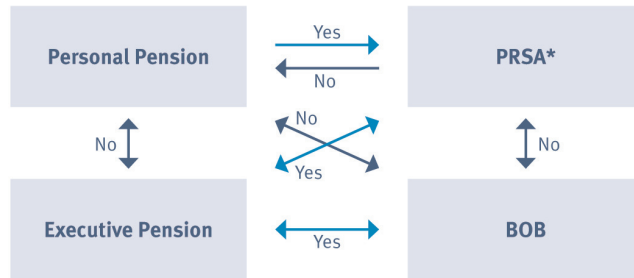 Yes
Personal Pension
PRSA*
No
No
No
No
Yes
Executive Pension
BOB
Yes